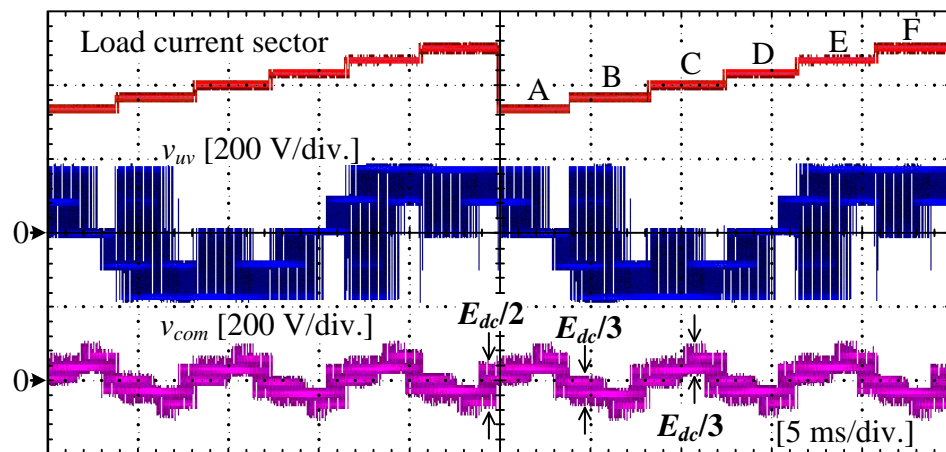 Load current sector
A B C D E F
v_uv [200 V/div.]
0
v_com [200 V/div.]
E_dc/2
E_dc/3
0
E_dc/3
[5 ms/div.]